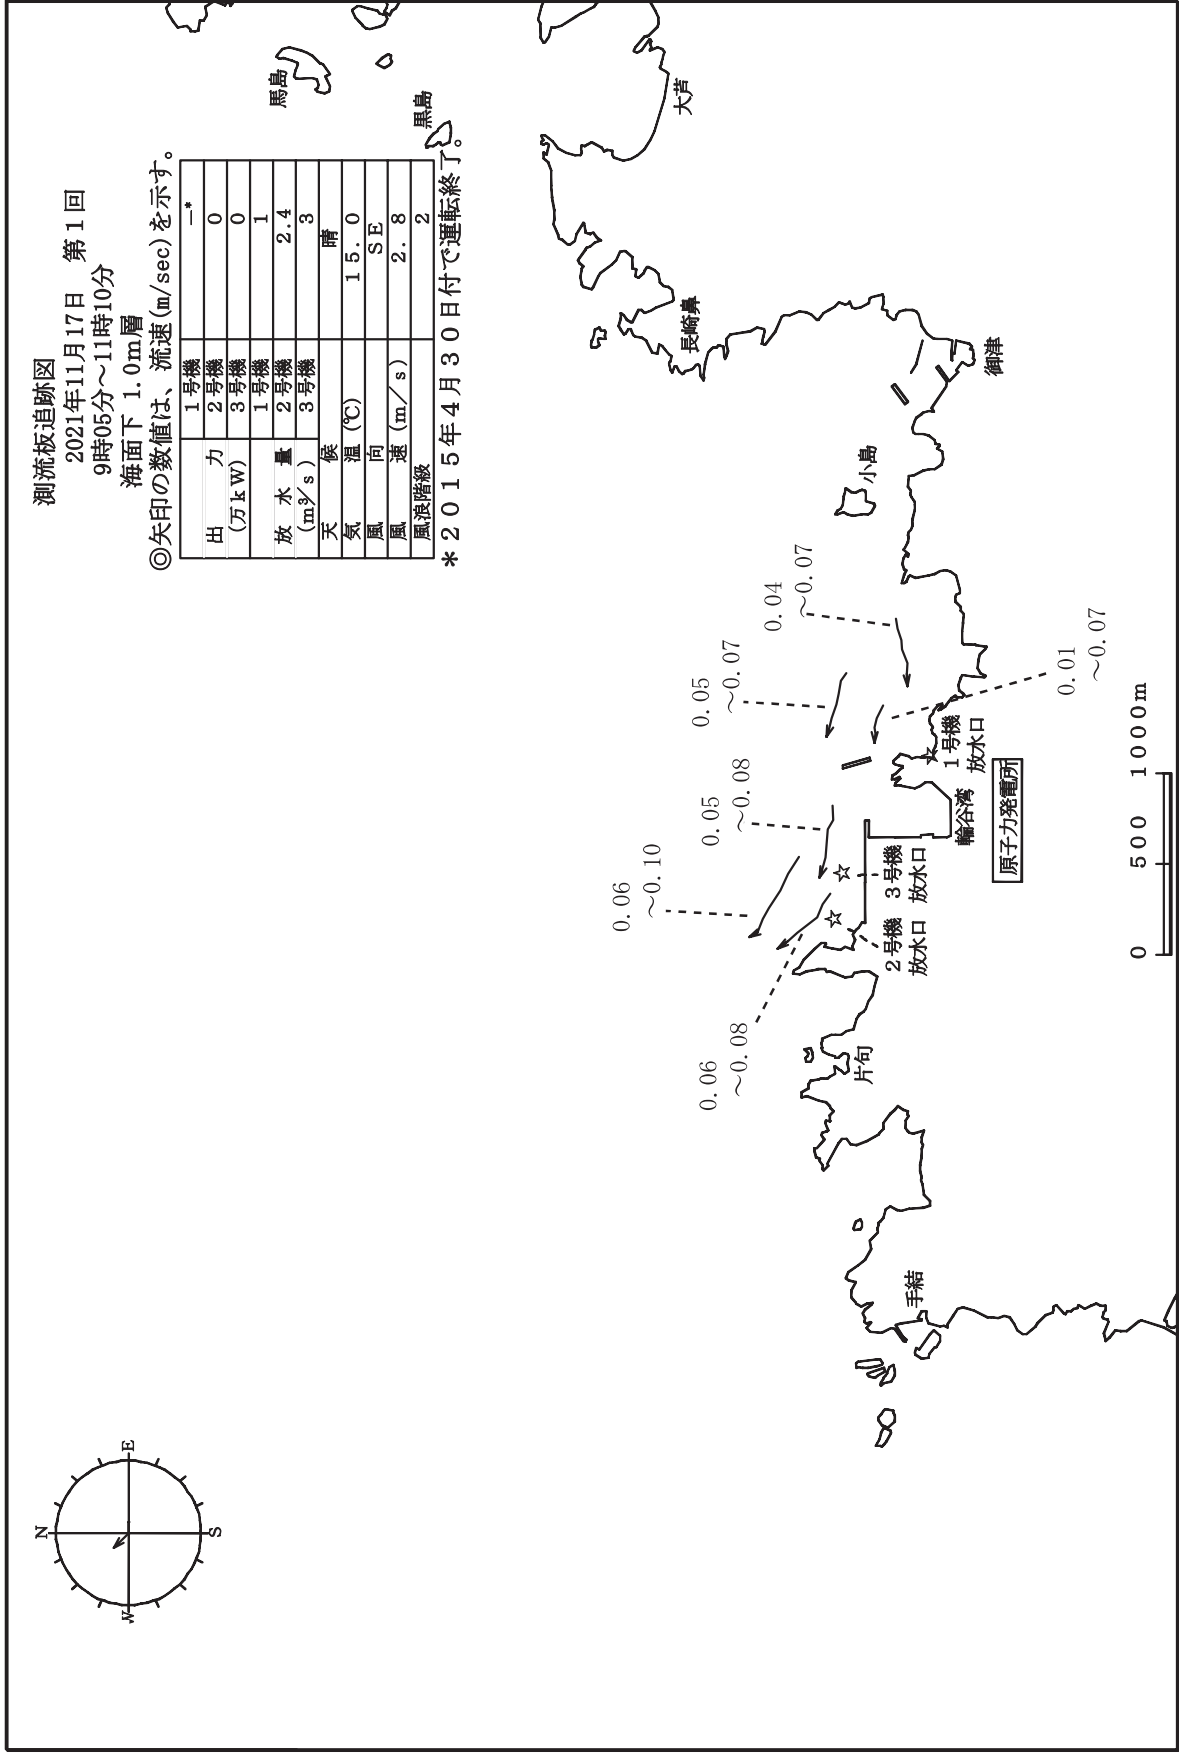 測流板追跡図
2021年11月17日 第1回
9時05分～11時10分
海面下 1.0m層
◎矢印の数値は、流速(m/sec)を示す。
出力(万kW) 1号機 ―*
2号機 0
3号機 0
放水量(m³/s) 1号機 1
2号機 2.4
3号機 3
天候 晴
気温(℃) 15.0
風向 SE
風速(m/s) 2.8
風浪階級 2
*2015年4月30日付で運転終了。
N
W
E
S
馬島
黒島
大芦
長崎鼻
御津
小島
0.04
～0.07
0.05
～0.07
0.01
～0.07
0.05
～0.08
0.06
～0.10
0.06
～0.08
1号機
放水口
輪谷湾
原子力発電所
3号機
放水口
2号機
放水口
片句
手結
0 500 1000m